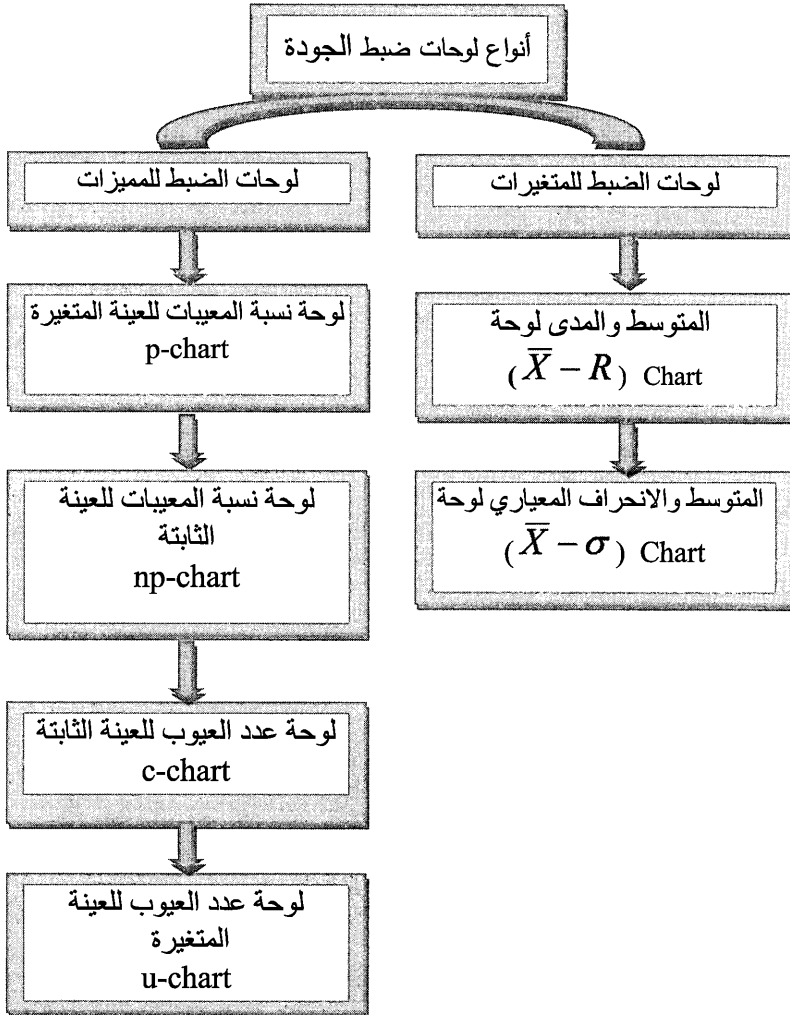 أنواع لوحات ضبط الجودة
لوحات الضبط للمتغيرات
المتوسط والمدى لوحة
( X̅ – R ) Chart
المتوسط والانحراف المعياري لوحة
( X̅ – σ ) Chart
لوحات الضبط للمميزات
لوحة نسبة المعيبات للعينة المتغيرة
p-chart
لوحة نسبة المعيبات للعينة
الثابتة
np-chart
لوحة عدد العيوب للعينة الثابتة
c-chart
لوحة عدد العيوب للعينة
المتغيرة
u-chart